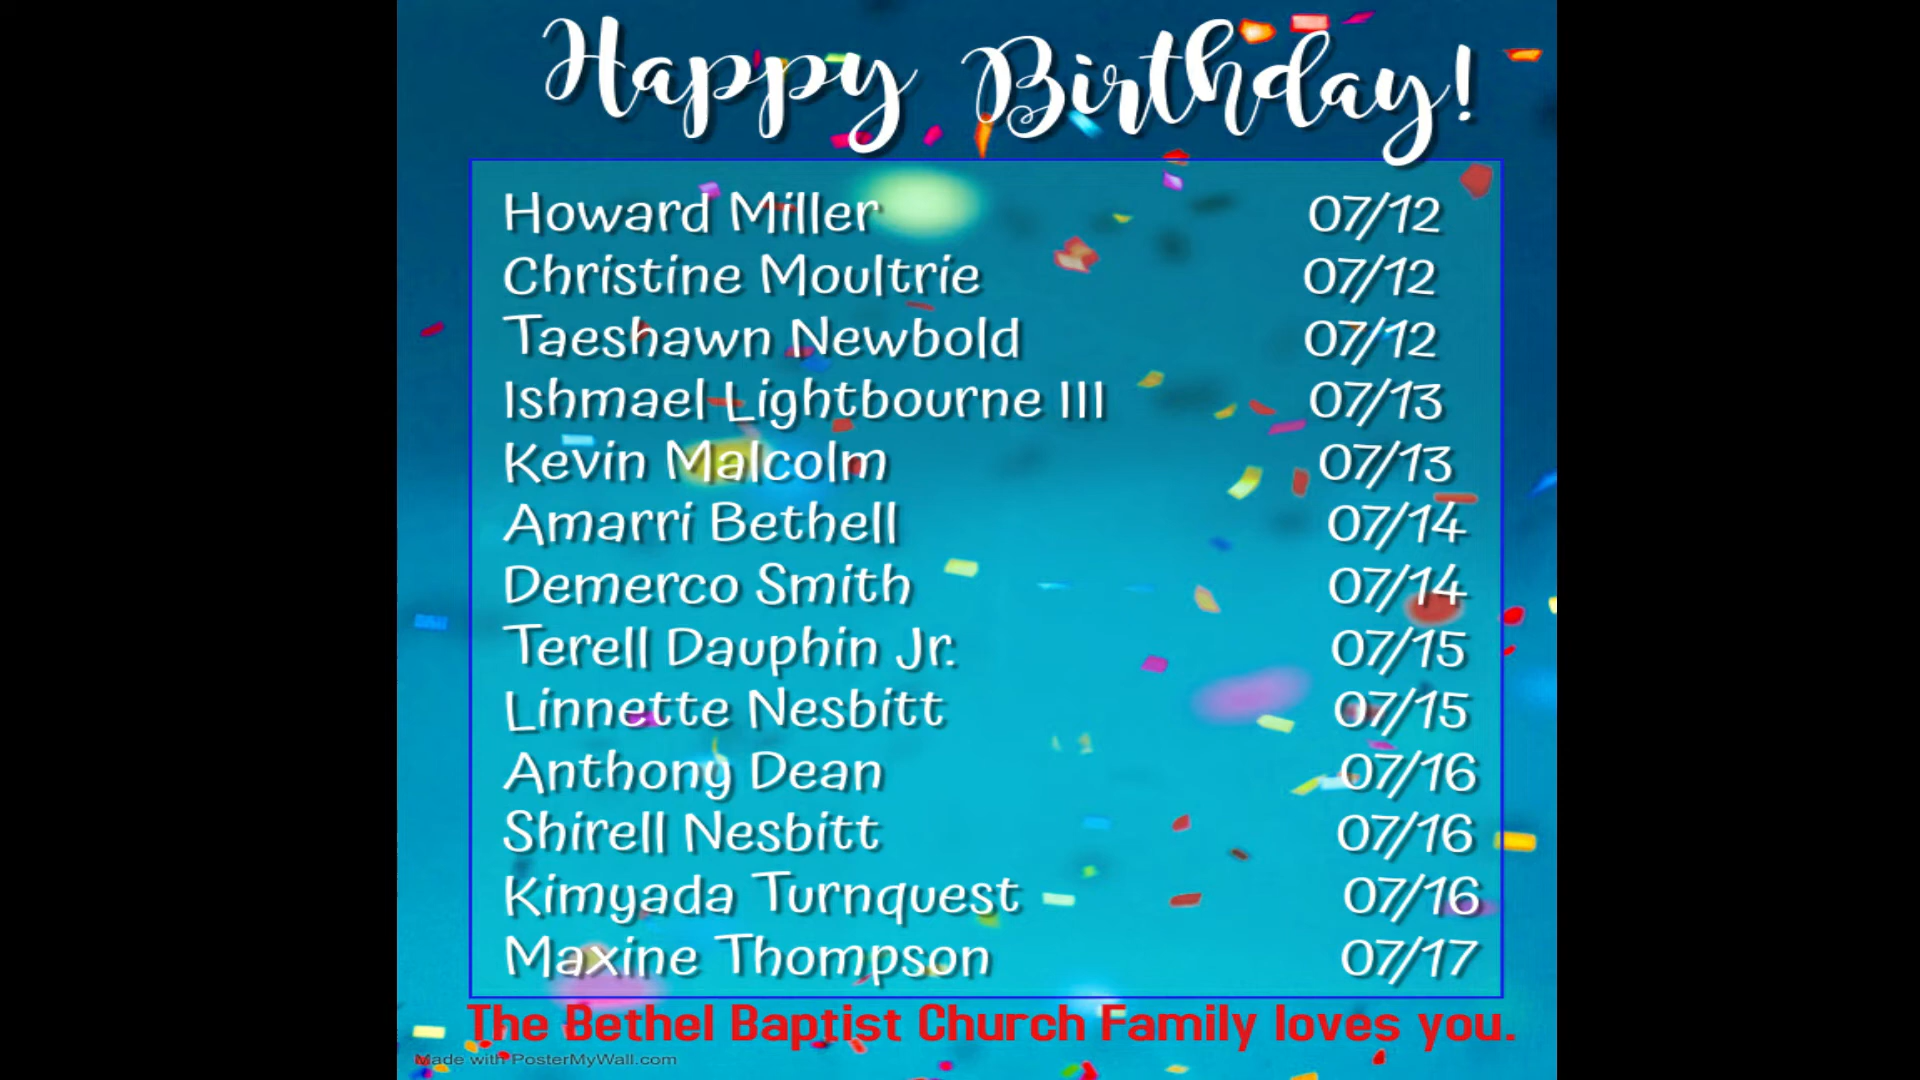 Happy Birthday!
Howard Miller 07/12
Christine Moultrie 07/12
Taeshawn Newbold 07/12
Ishmael Lightbourne III 07/13
Kevin Malcolm 07/13
Amarri Bethell 07/14
Demerco Smith 07/14
Terell Dauphin Jr. 07/15
Linnette Nesbitt 07/15
Anthony Dean 07/16
Shirell Nesbitt 07/16
Kimyada Turnquest 07/16
Maxine Thompson 07/17
The Bethel Baptist Church Family loves you.
Made with PosterMyWall.com